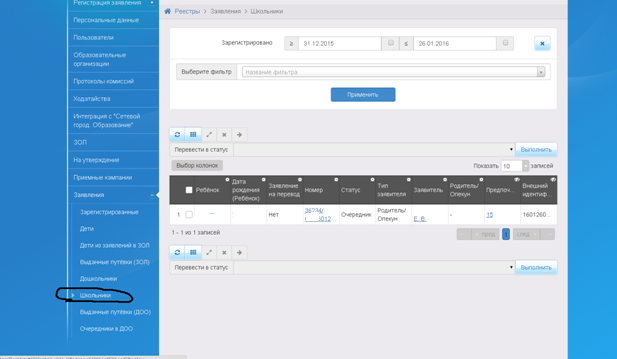 Регистрация заявления
Персональные данные
Пользователи
Образовательные
организации
Протоколы комиссий
Ходатайства
Интеграция с "Сетевой
город. Образование"
ЗОЛ
На утверждение
Приемные кампании
Заявления
Зарегистрированные
Дети
Дети из заявлений в ЗОЛ
Выданные путёвки (ЗОЛ)
Дошкольники
Школьники
Выданные путёвки (ДОО)
Очередники в ДОО
Реестры > Заявления > Школьники
Зарегистрировано ≥ 31.12.2015 ≤ 26.01.2016
Выберите фильтр Название фильтра
Применить
Перевести в статус Выполнить
Выбор колонок Показать 10 записей
Ребёнок Дата рождения (Ребёнок) Заявление на перевод Номер Статус Тип заявителя Заявитель Родитель/ Опекун Предпоч... Внешний идентиф...
1 Нет Очередник Родитель/ Опекун Е. В. - 15 1601260...
1 - 1 из 1 записей
пред 1 след
Перевести в статус Выполнить